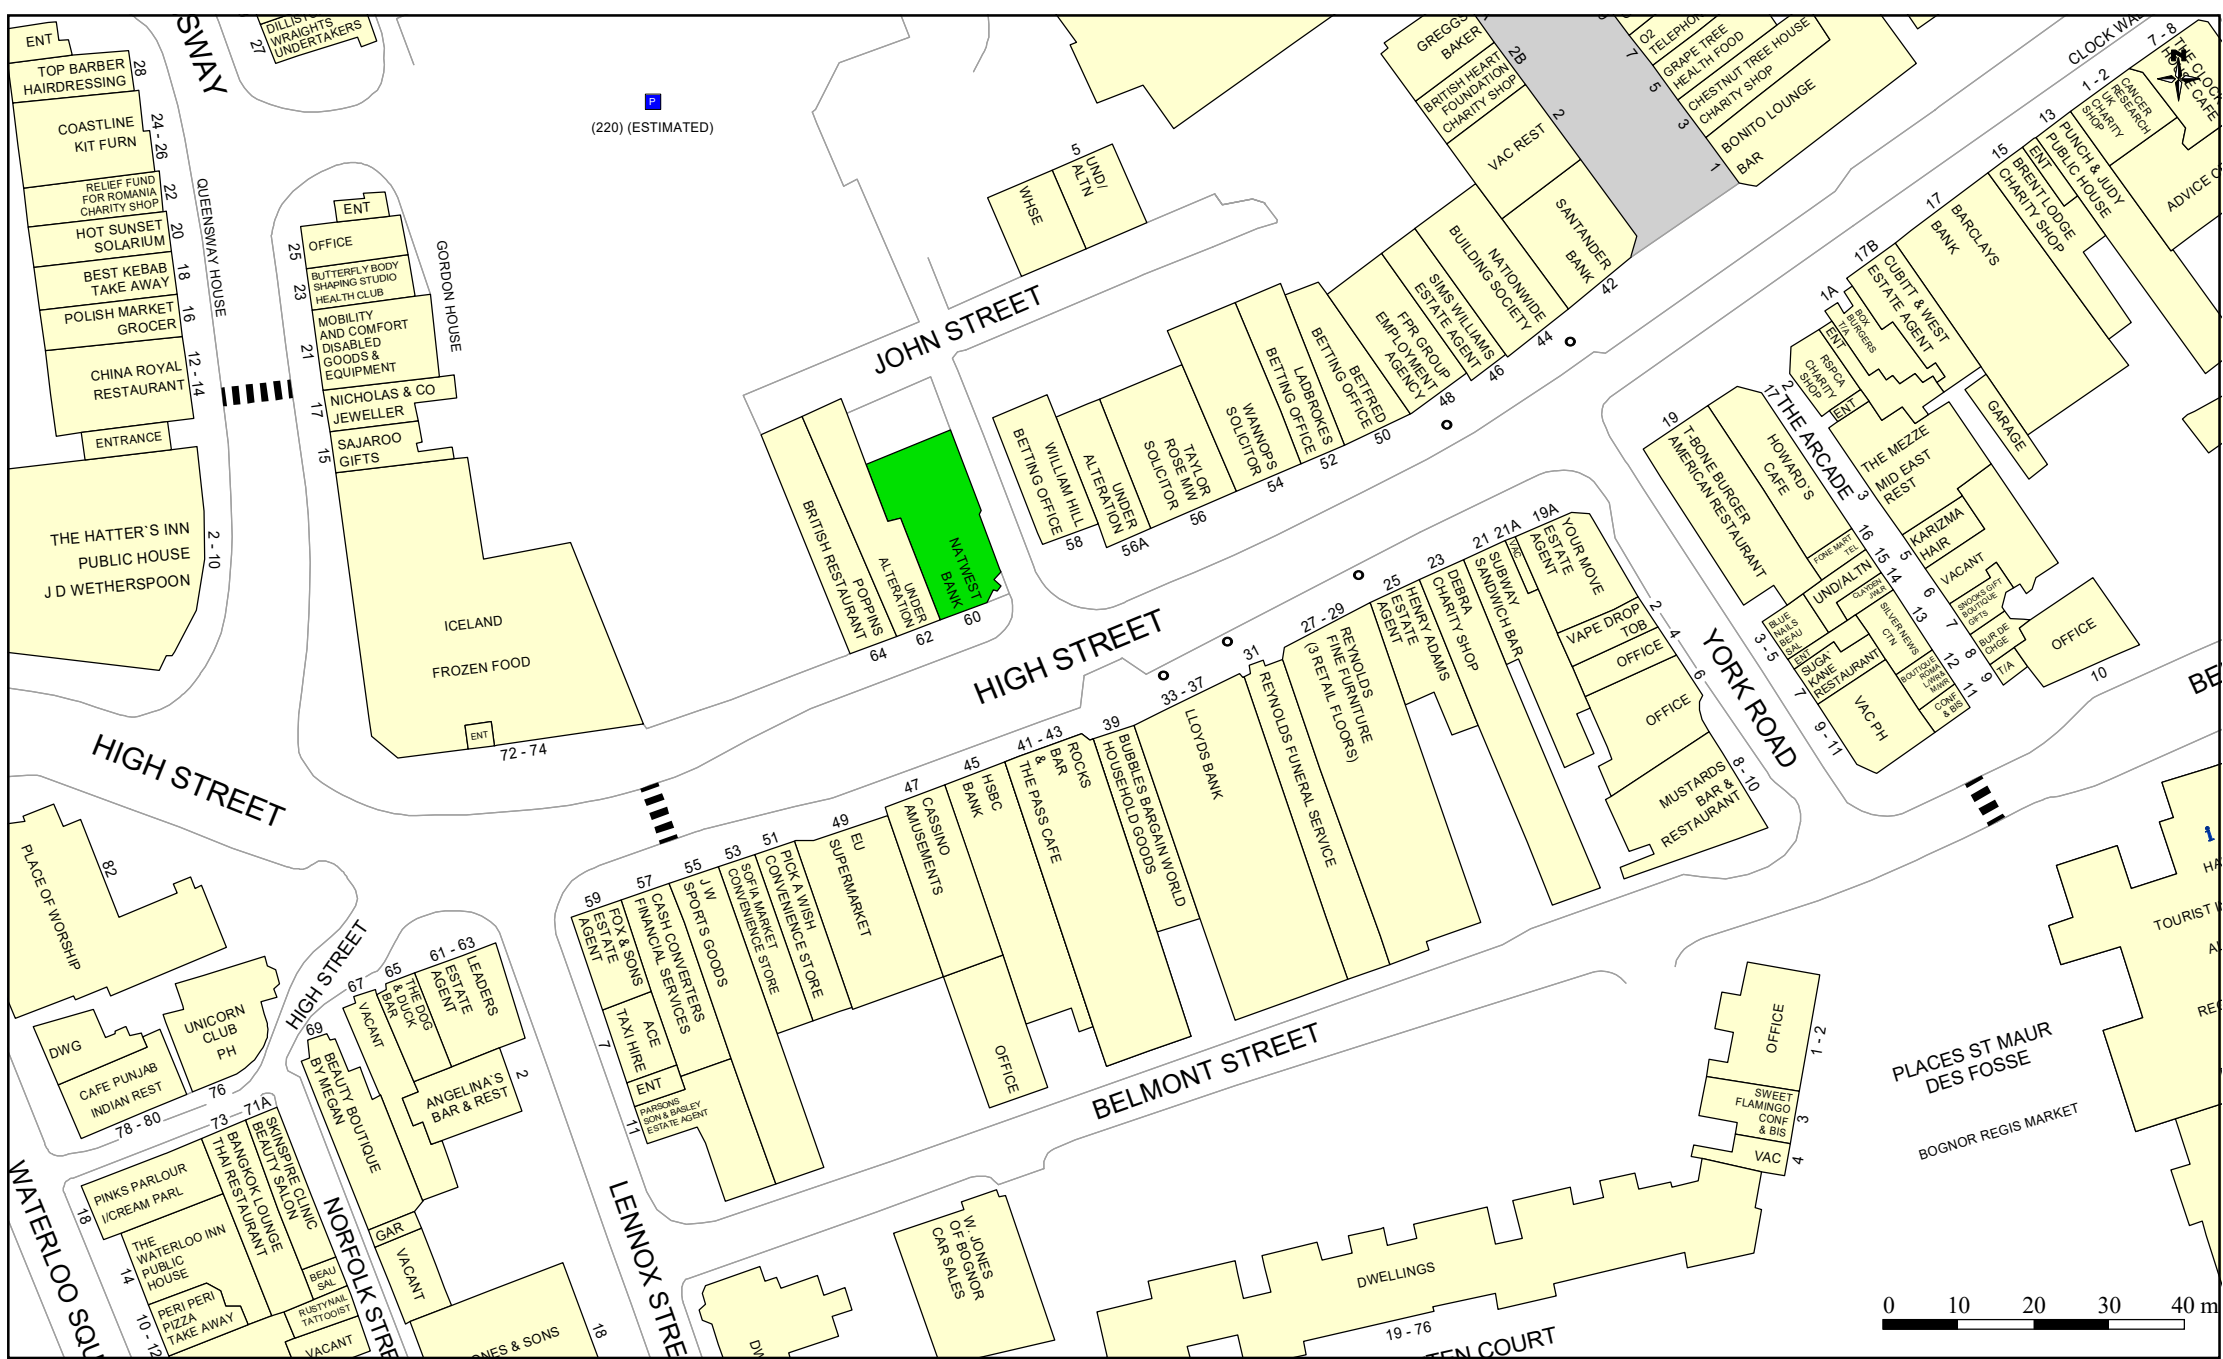 ENT
TOP BARBER
HAIRDRESSING
28
COASTLINE
KIT FURN
24 - 26
RELIEF FUND
FOR ROMANIA
CHARITY SHOP
22
HOT SUNSET
SOLARIUM
20
BEST KEBAB
TAKE AWAY
18
POLISH MARKET
GROCER
16
CHINA ROYAL
RESTAURANT
12 - 14
ENTRANCE
THE HATTER`S INN
PUBLIC HOUSE
J D WETHERSPOON
2 - 10
QUEENSWAY HOUSE
SWAY
27
WRAIGHTS
UNDERTAKERS
P
(220) (ESTIMATED)
ENT
OFFICE
25
BUTTERFLY BODY
SHAPING STUDIO
HEALTH CLUB
23
MOBILITY
AND COMFORT
DISABLED
GOODS &
EQUIPMENT
21
NICHOLAS & CO
JEWELLER
17
SAJAROO
GIFTS
15
GORDON HOUSE
ICELAND
FROZEN FOOD
ENT
72 - 74
WHSE
5
UND/
ALTN
JOHN STREET
POPPINS
BRITISH RESTAURANT
64
UNDER
ALTERATION
62
NATWEST
BANK
60
WILLIAM HILL
BETTING OFFICE
58
UNDER
ALTERATION
56A
TAYLOR
ROSE MW
SOLICITOR
56
WANNOPS
SOLICITOR
54
LADBROKES
BETTING OFFICE
52
BETFRED
BETTING OFFICE
50
FPR GROUP
EMPLOYMENT
AGENCY
48
SIMS WILLIAMS
ESTATE AGENT
46
NATIONWIDE
BUILDING SOCIETY
44
SANTANDER
BANK
42
VAC REST
2
BRITISH HEART
FOUNDATION
CHARITY SHOP
2B
GREGGS
BAKER
O2
7
GRAPE TREE
HEALTH FOOD
5
CHESTNUT TREE HOUSE
CHARITY SHOP
3
BONITO LOUNGE
BAR
1
7 - 8
1 - 2
CANCER
RESEARCH
UK
CHARITY
SHOP
N
13
PUNCH & JUDY
PUBLIC HOUSE
ENT
15
BRENT LODGE
CHARITY SHOP
17
BARCLAYS
BANK
17B
CUBITT & WEST
ESTATE AGENT
1A
BOX
BURGERS
T/A
ENT
RSPCA
CHARITY
SHOP
ENT
2
17
THE ARCADE
GARAGE
THE MEZZE
MID EAST
REST
3
KARIZMA
HAIR
5
VACANT
6
SNOOKS GIFT
BOUTIQUE
GIFTS
7
BUR DE
CHGE
8
T/A
9
OFFICE
10
19
T-BONE BURGER
AMERICAN RESTAURANT
HOWARD`S
CAFE
FONE MART
TEL
16
UND/ALTN
15
CLAYDEN
JWLR
14
SILVER NEWS
CTN
13
BOUTIQUE
ROMA
L/WR&
M/WR
12
CONF
& BIS
11
BLUE
NAILS
BEAU
SAL
3 - 5
ENT
SUGA`
KANE
RESTAURANT
7
VAC PH
9 - 11
YORK ROAD
19A
YOUR MOVE
ESTATE
AGENT
21A
VAC
21
SUBWAY
SANDWICH BAR
23
DEBRA
CHARITY SHOP
25
HENRY ADAMS
ESTATE
AGENT
27 - 29
REYNOLDS
FINE FURNITURE
(3 RETAIL FLOORS)
31
REYNOLDS FUNERAL SERVICE
33 - 37
LLOYDS BANK
39
BUBBLES BARGAIN WORLD
HOUSEHOLD GOODS
41 - 43
ROCKS
BAR
&
THE PASS CAFE
45
HSBC
BANK
47
CASSINO
AMUSEMENTS
49
EU
SUPERMARKET
51
PICK A WISH
CONVENIENCE STORE
53
SOFIA MARKET
CONVENIENCE STORE
55
J W
SPORTS GOODS
57
CASH CONVERTERS
FINANCIAL SERVICES
59
FOX & SONS
ESTATE
AGENT
ACE
TAXI HIRE
7
ENT
PARSONS
SON & BASLEY
ESTATE AGENT
11
OFFICE
VAPE DROP
TOB
2
OFFICE
4
OFFICE
6
MUSTARDS
BAR &
RESTAURANT
8 - 10
HIGH STREET
HIGH STREET
HIGH STREET
BELMONT STREET
PLACE OF WORSHIP
82
DWG
CAFE PUNJAB
INDIAN REST
78 - 80
UNICORN
CLUB
PH
76
61 - 63
LEADERS
ESTATE
AGENT
65
THE DOG
& DUCK
BAR
67
VACANT
69
BEAUTY BOUTIQUE
BY MEGAN
ANGELINA`S
BAR & REST
2
GAR
VACANT
71A
SKINSPIRE CLINIC
BEAUTY SALON
73
BANGKOK LOUNGE
THAI RESTAURANT
PINKS PARLOUR
I/CREAM PARL
18
THE
WATERLOO INN
PUBLIC
HOUSE
14
PERI PERI
PIZZA
TAKE AWAY
10 - 12
BEAU
SAL
RUSTYNAIL
TATTOOIST
VACANT
WATERLOO SQU
NORFOLK STRE
LENNOX STRE
NES & SONS
18
DW
W. JONES
OF BOGNOR
CAR SALES
DWELLINGS
19 - 76
TEN COURT
OFFICE
1 - 2
SWEET
FLAMINGO
CONF
& BIS
3
VAC
4
PLACES ST MAUR
DES FOSSE
BOGNOR REGIS MARKET
BE
i
HA
TOURIST I
AL
REG
ADVICE
0 10 20 30 40 m